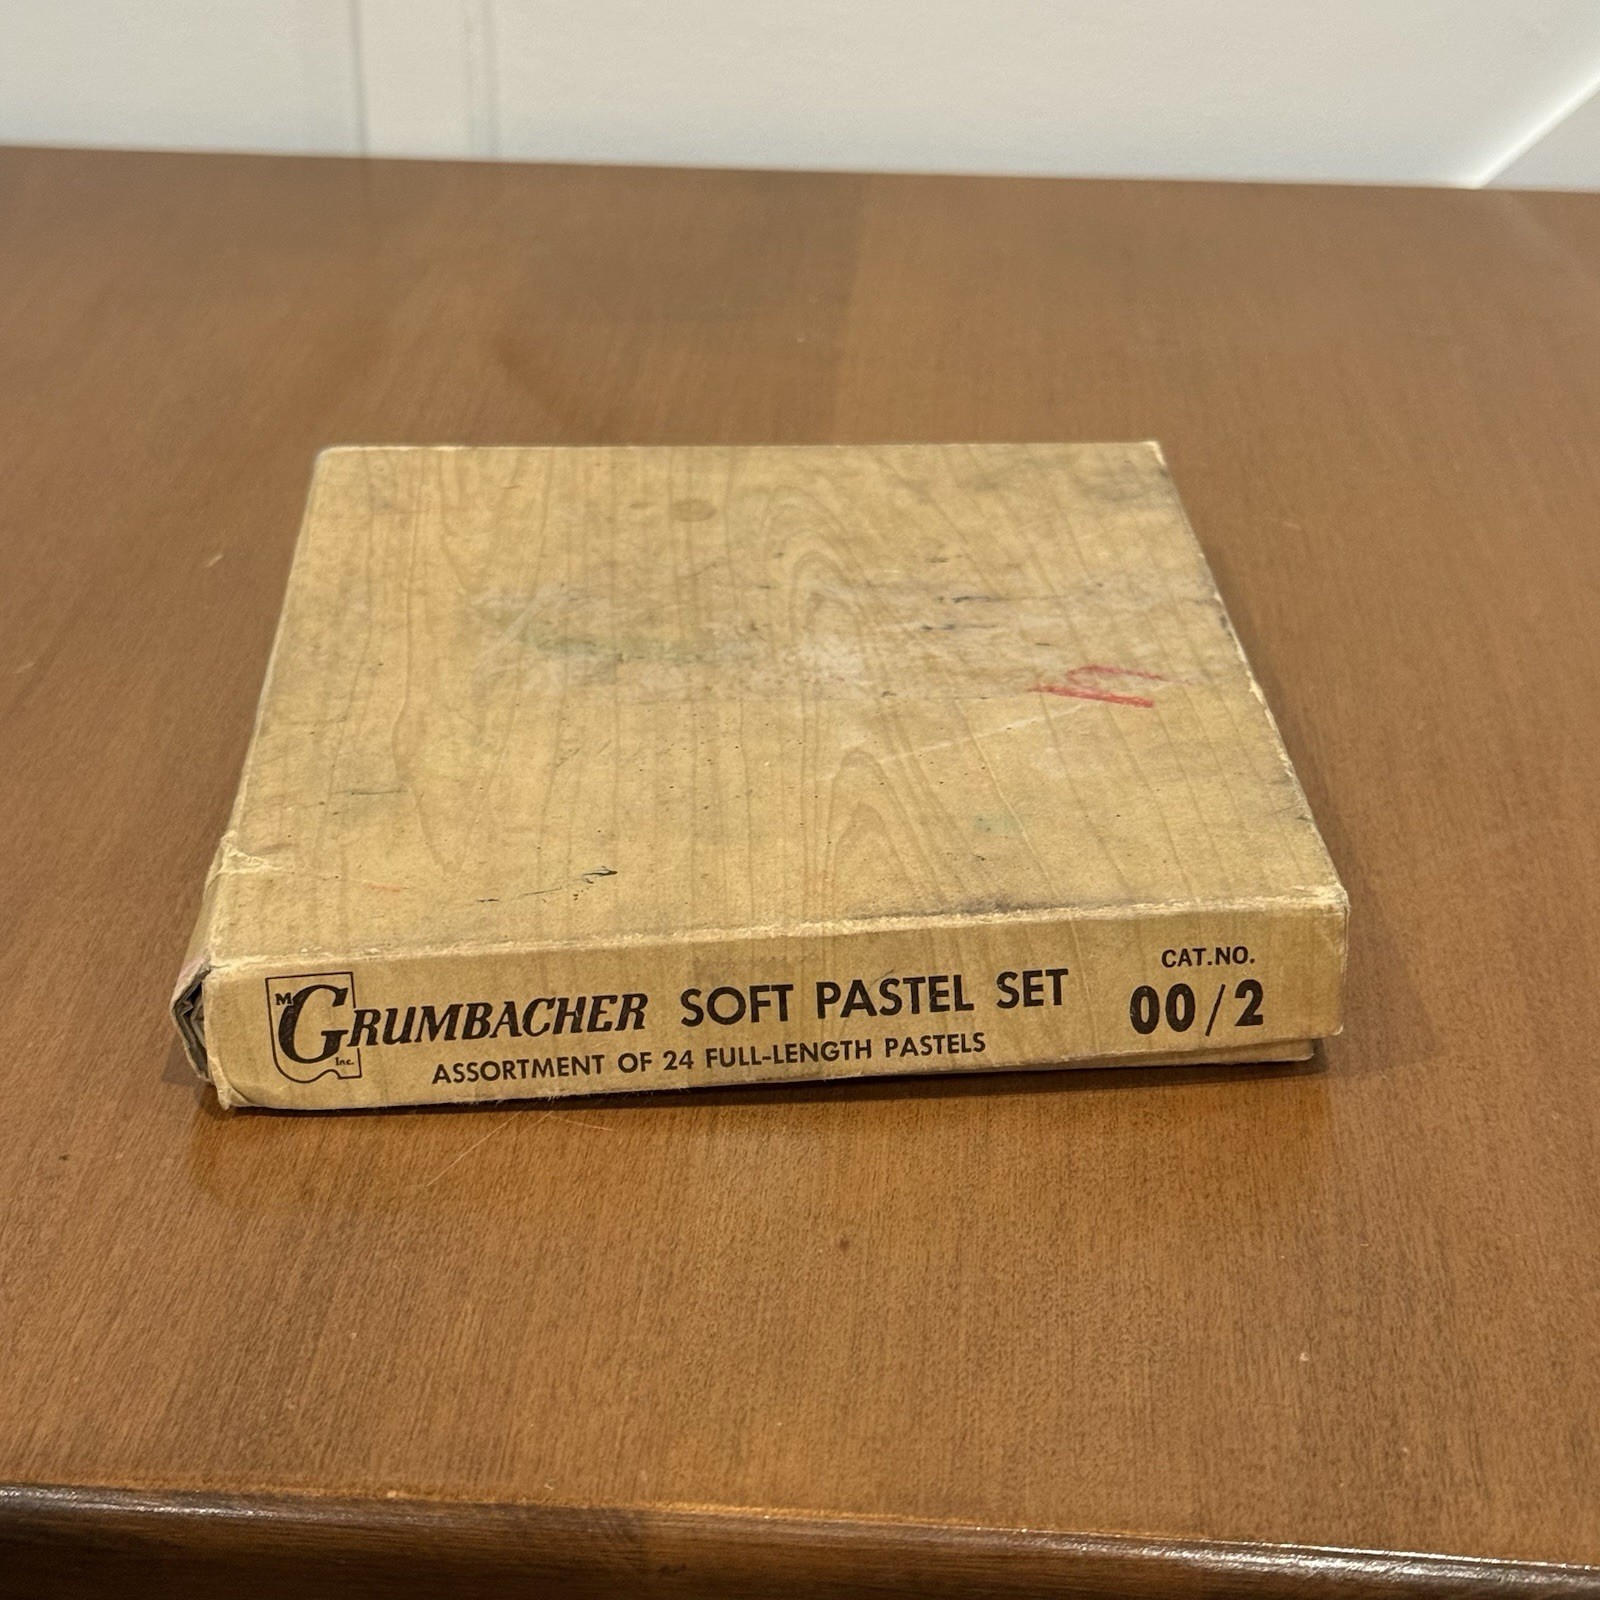 M. GRUMBACHER Inc. SOFT PASTEL SET
ASSORTMENT OF 24 FULL-LENGTH PASTELS
CAT.NO.
00/2